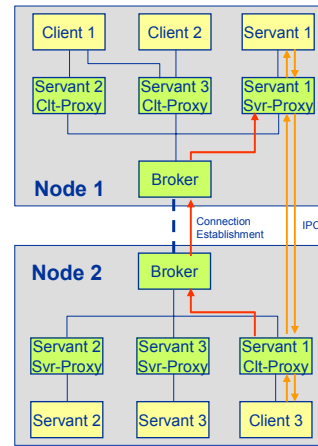 Client 1
Client 2
Servant 1
Servant 2
Clt-Proxy
Servant 3
Clt-Proxy
Servant 1
Svr-Proxy
Broker
Node 1
Connection
Establishment
IPC
Node 2
Broker
Servant 2
Svr-Proxy
Servant 3
Svr-Proxy
Servant 1
Clt-Proxy
Servant 2
Servant 3
Client 3